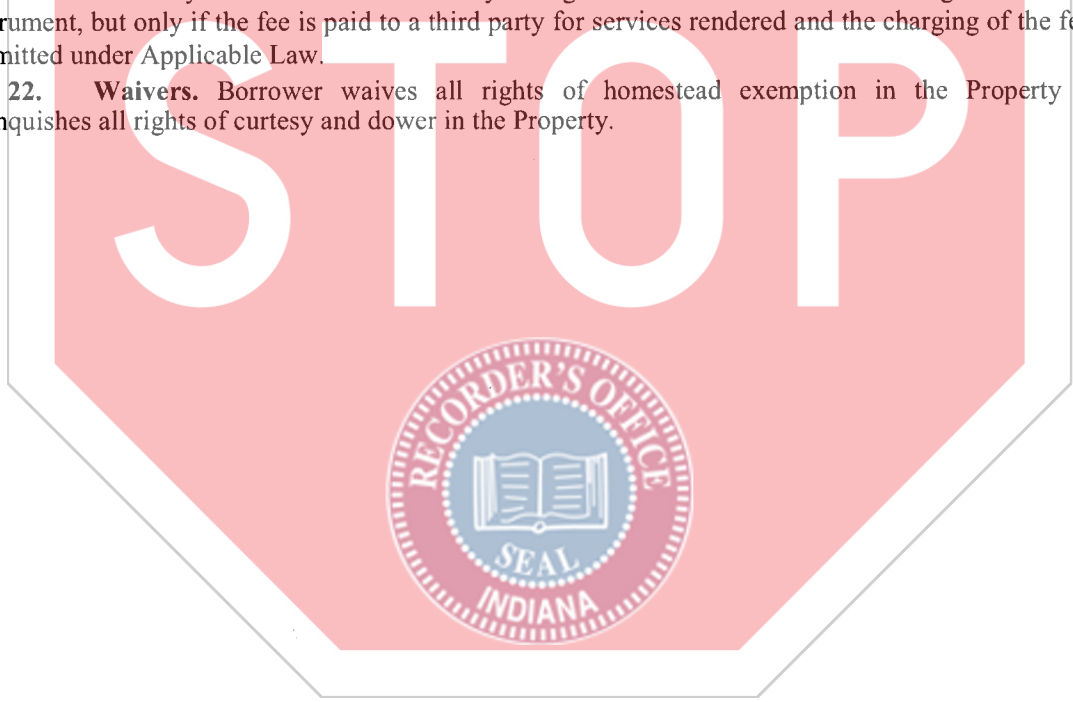 rument, but only if the fee is paid to a third party for services rendered and the charging of the fe
mitted under Applicable Law.
22. Waivers. Borrower waives all rights of homestead exemption in the Property
nquishes all rights of curtesy and dower in the Property.
STOP
RECORDER'S OFFICE
SEAL
INDIANA